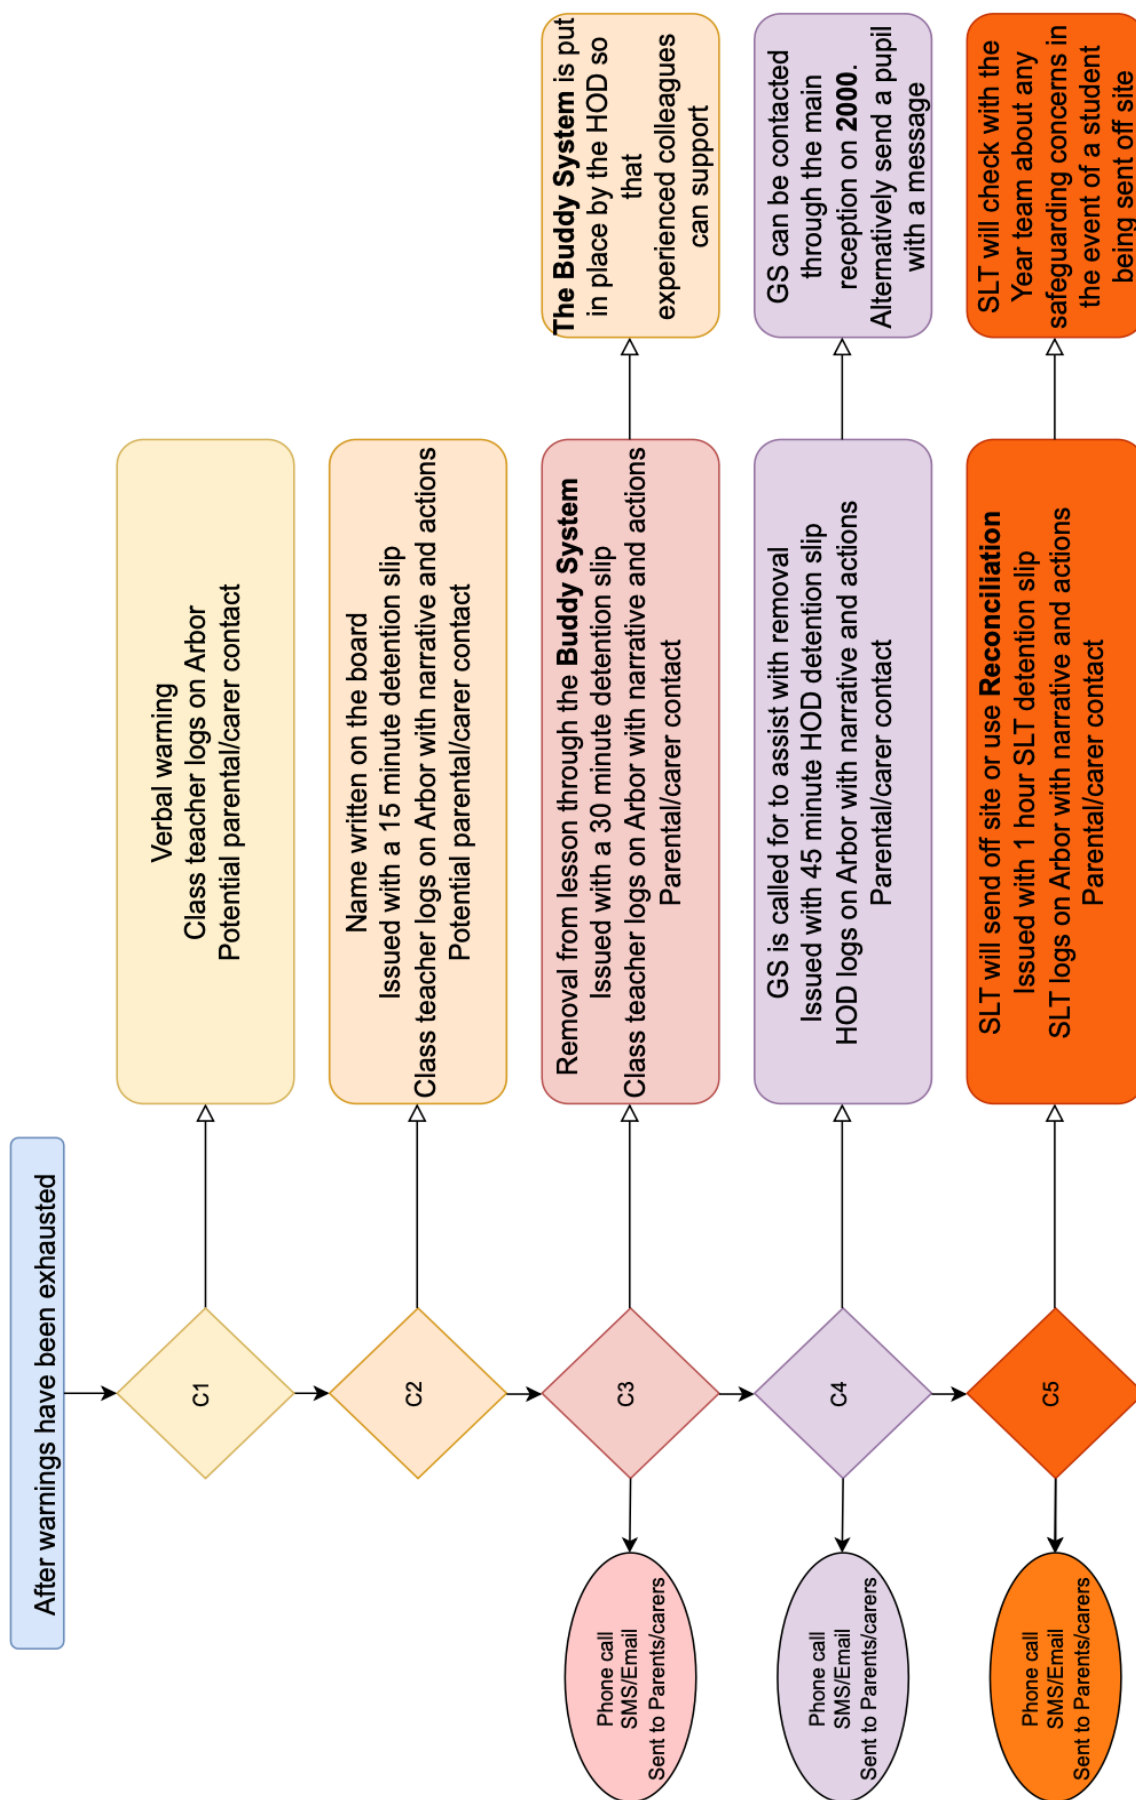 After warnings have been exhausted
C1
Verbal warning
Class teacher logs on Arbor
Potential parental/carer contact
C2
Name written on the board
Issued with a 15 minute detention slip
Class teacher logs on Arbor with narrative and actions
Potential parental/carer contact
Phone call
SMS/Email
Sent to Parents/carers
C3
Removal from lesson through the Buddy System
Issued with a 30 minute detention slip
Class teacher logs on Arbor with narrative and actions
Parental/carer contact
The Buddy System is put
in place by the HOD so
that
experienced colleagues
can support
Phone call
SMS/Email
Sent to Parents/carers
C4
GS is called for to assist with removal
Issued with 45 minute HOD detention slip
HOD logs on Arbor with narrative and actions
Parental/carer contact
GS can be contacted
through the main
reception on 2000.
Alternatively send a pupil
with a message
Phone call
SMS/Email
Sent to Parents/carers
C5
SLT will send off site or use Reconciliation
Issued with 1 hour SLT detention slip
SLT logs on Arbor with narrative and actions
Parental/carer contact
SLT will check with the
Year team about any
safeguarding concerns in
the event of a student
being sent off site